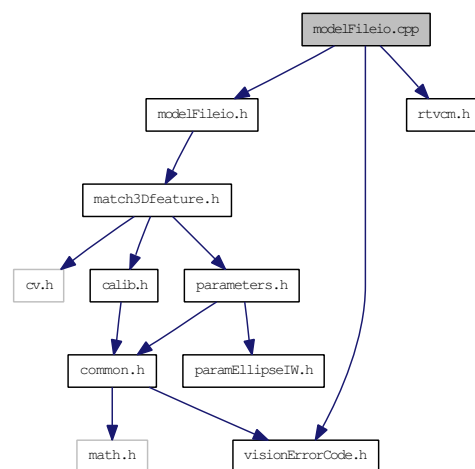 modelFileio.cpp
modelFileio.h
rtvcm.h
match3Dfeature.h
cv.h
calib.h
parameters.h
common.h
paramEllipseIW.h
math.h
visionErrorCode.h